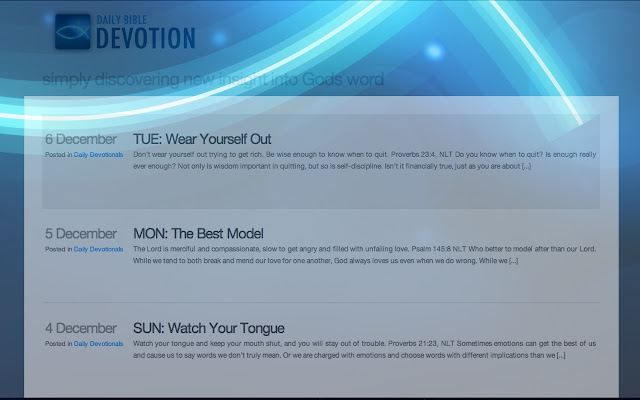 DAILY BIBLE
DEVOTION
simply discovering new insight into Gods word
6 December
Posted in Daily Devotionals
TUE: Wear Yourself Out
Don't wear yourself out trying to get rich. Be wise enough to know when to quit. Proverbs 23:4, NLT Do you know when to quit? Is enough really
ever enough? Not only is wisdom important in quitting, but so is self-discipline. Isn't it financially true, just as you are about [...]
5 December
Posted in Daily Devotionals
MON: The Best Model
The Lord is merciful and compassionate, slow to get angry and filled with unfailing love. Psalm 145:8 NLT Who better to model after than our Lord.
While we tend to both break and mend our love for one another, God always loves us even when we do wrong. While we [...]
4 December
Posted in Daily Devotionals
SUN: Watch Your Tongue
Watch your tongue and keep your mouth shut, and you will stay out of trouble. Proverbs 21:23, NLT Sometimes emotions can get the best of us
and cause us to say words we don't truly mean. Or we are charged with emotions and choose words with different implications than we [...]